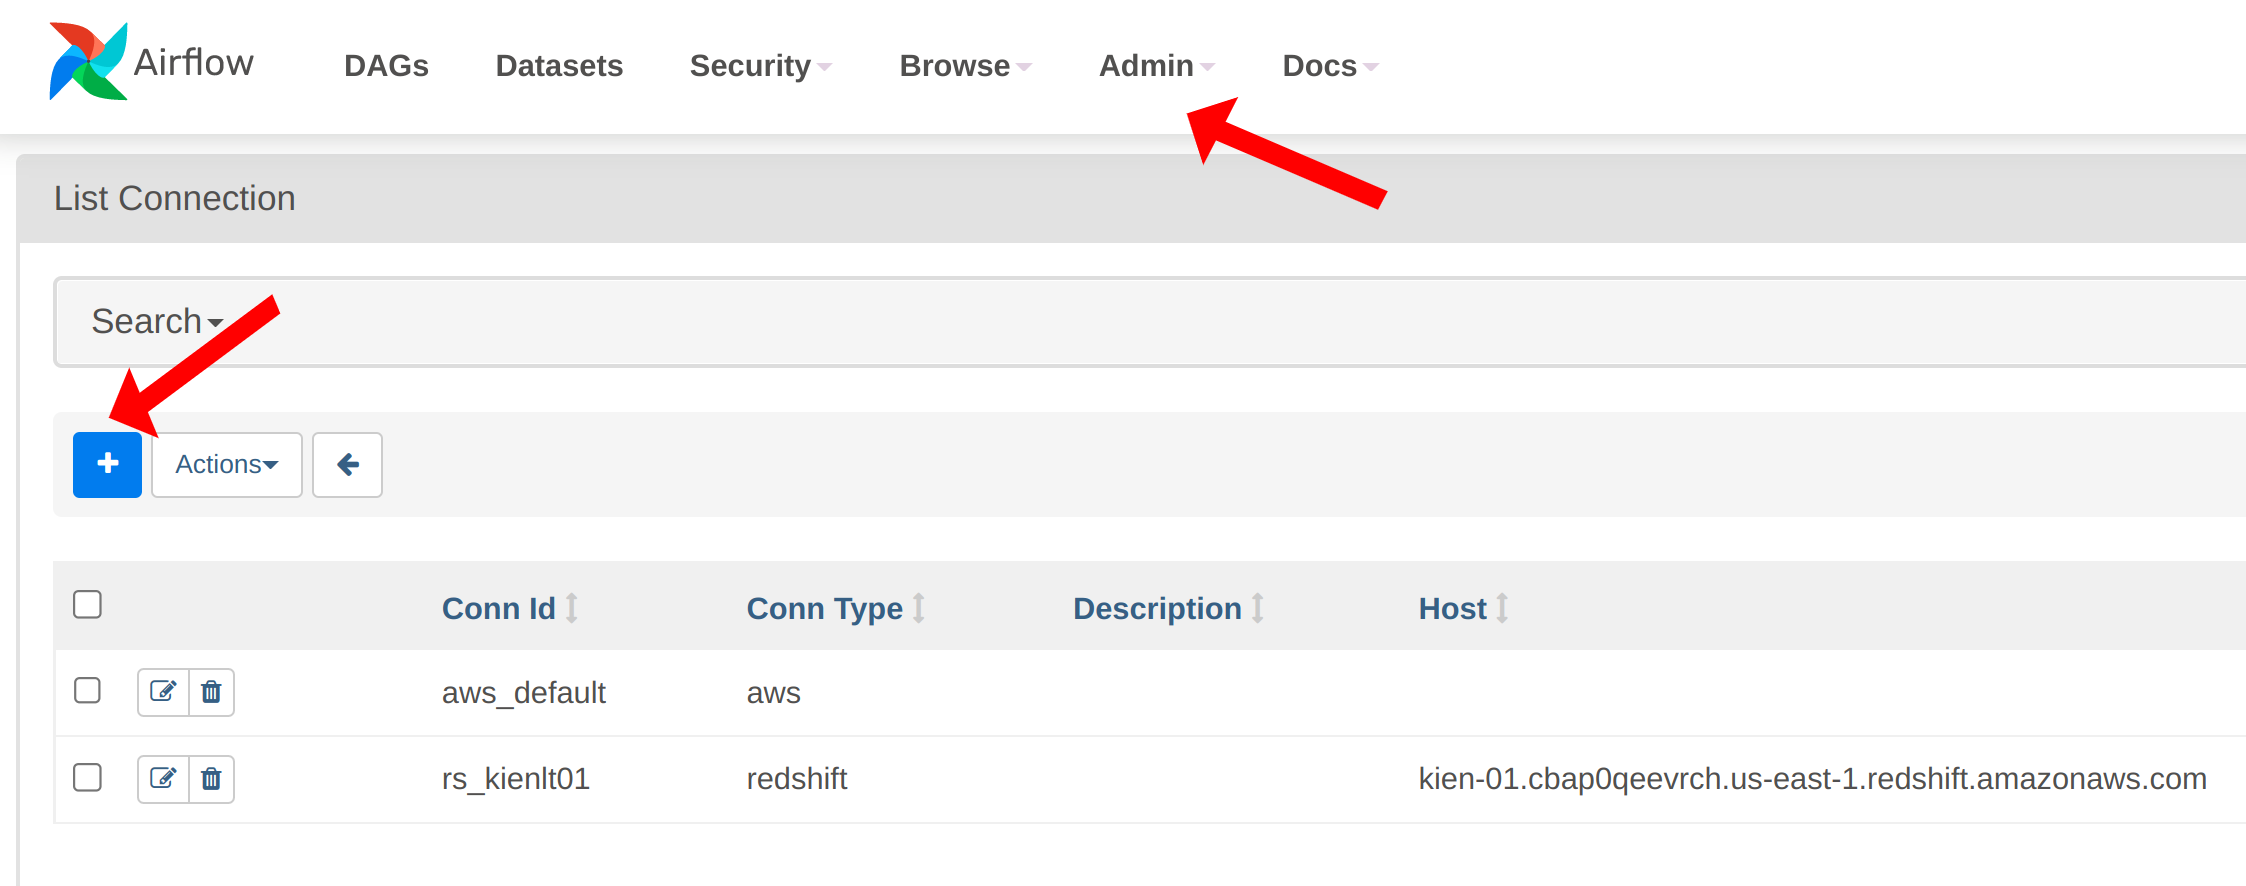 Airflow DAGs Datasets Security Browse Admin Docs
List Connection
Search
Actions
Conn Id Conn Type Description Host
aws_default aws
rs_kienlt01 redshift kien-01.cbap0qeevrch.us-east-1.redshift.amazonaws.com